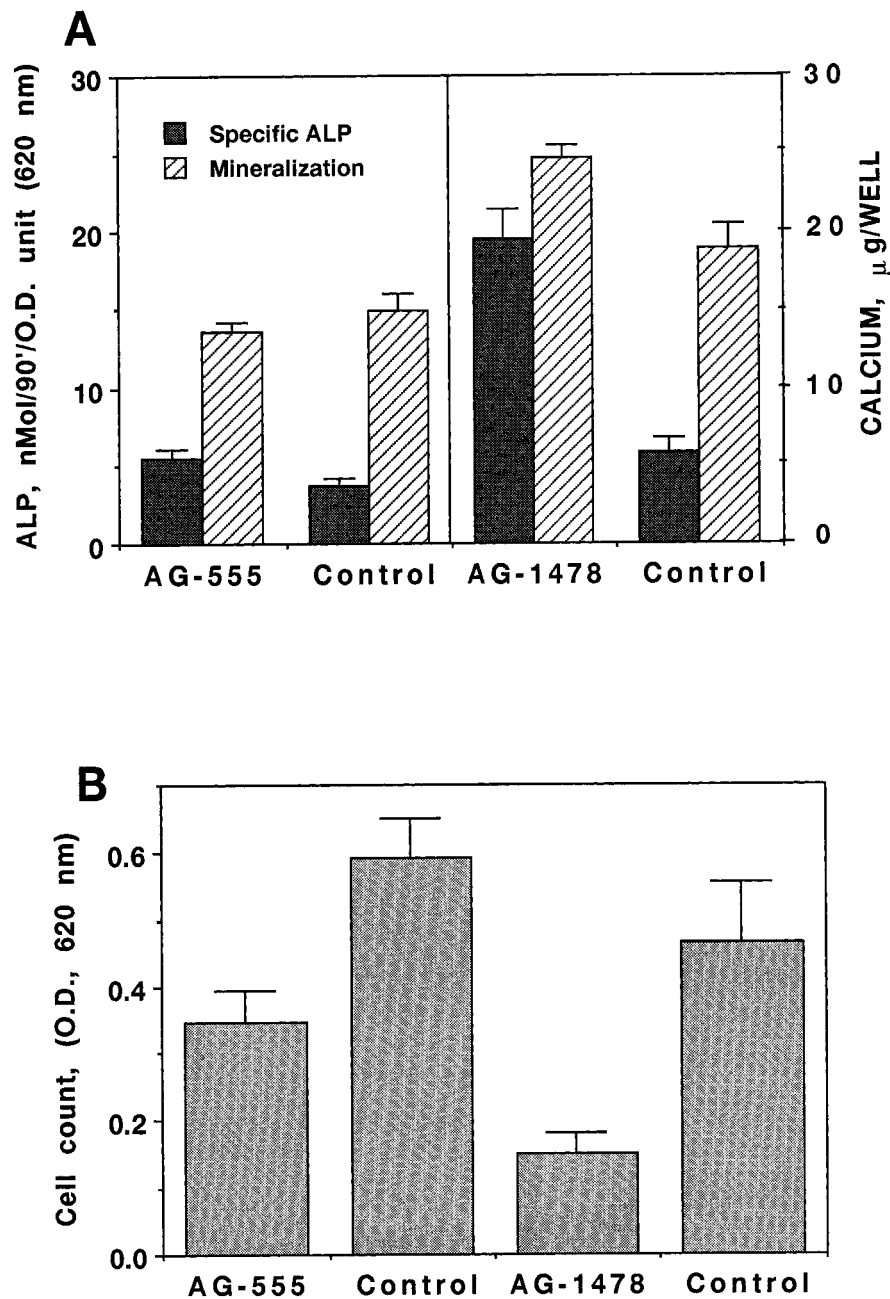 A
ALP, nMol/90'/O.D. unit (620 nm)
30
20
10
0
Specific ALP
Mineralization
30
20
10
0
CALCIUM, μg/WELL
AG-555 Control AG-1478 Control
B
Cell count, (O.D., 620 nm)
0.6
0.4
0.2
0.0
AG-555 Control AG-1478 Control